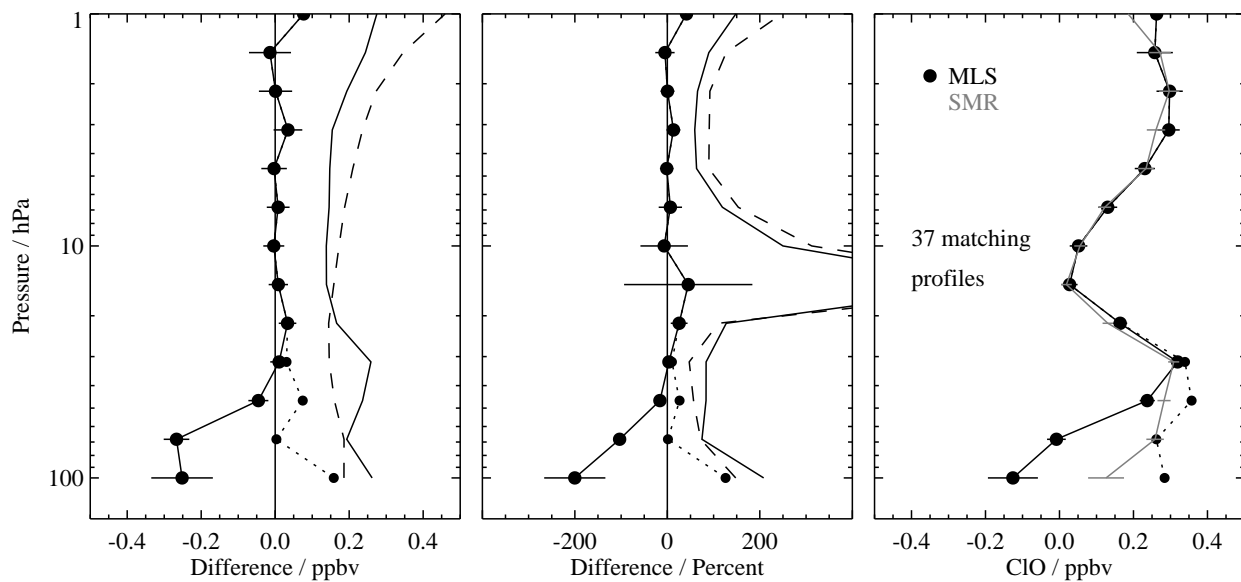 1
10
100
Pressure / hPa
-0.4 -0.2 0.0 0.2 0.4
Difference / ppbv
-200 0 200
Difference / Percent
MLS
SMR
37 matching
profiles
-0.4 -0.2 0.0 0.2 0.4
ClO / ppbv